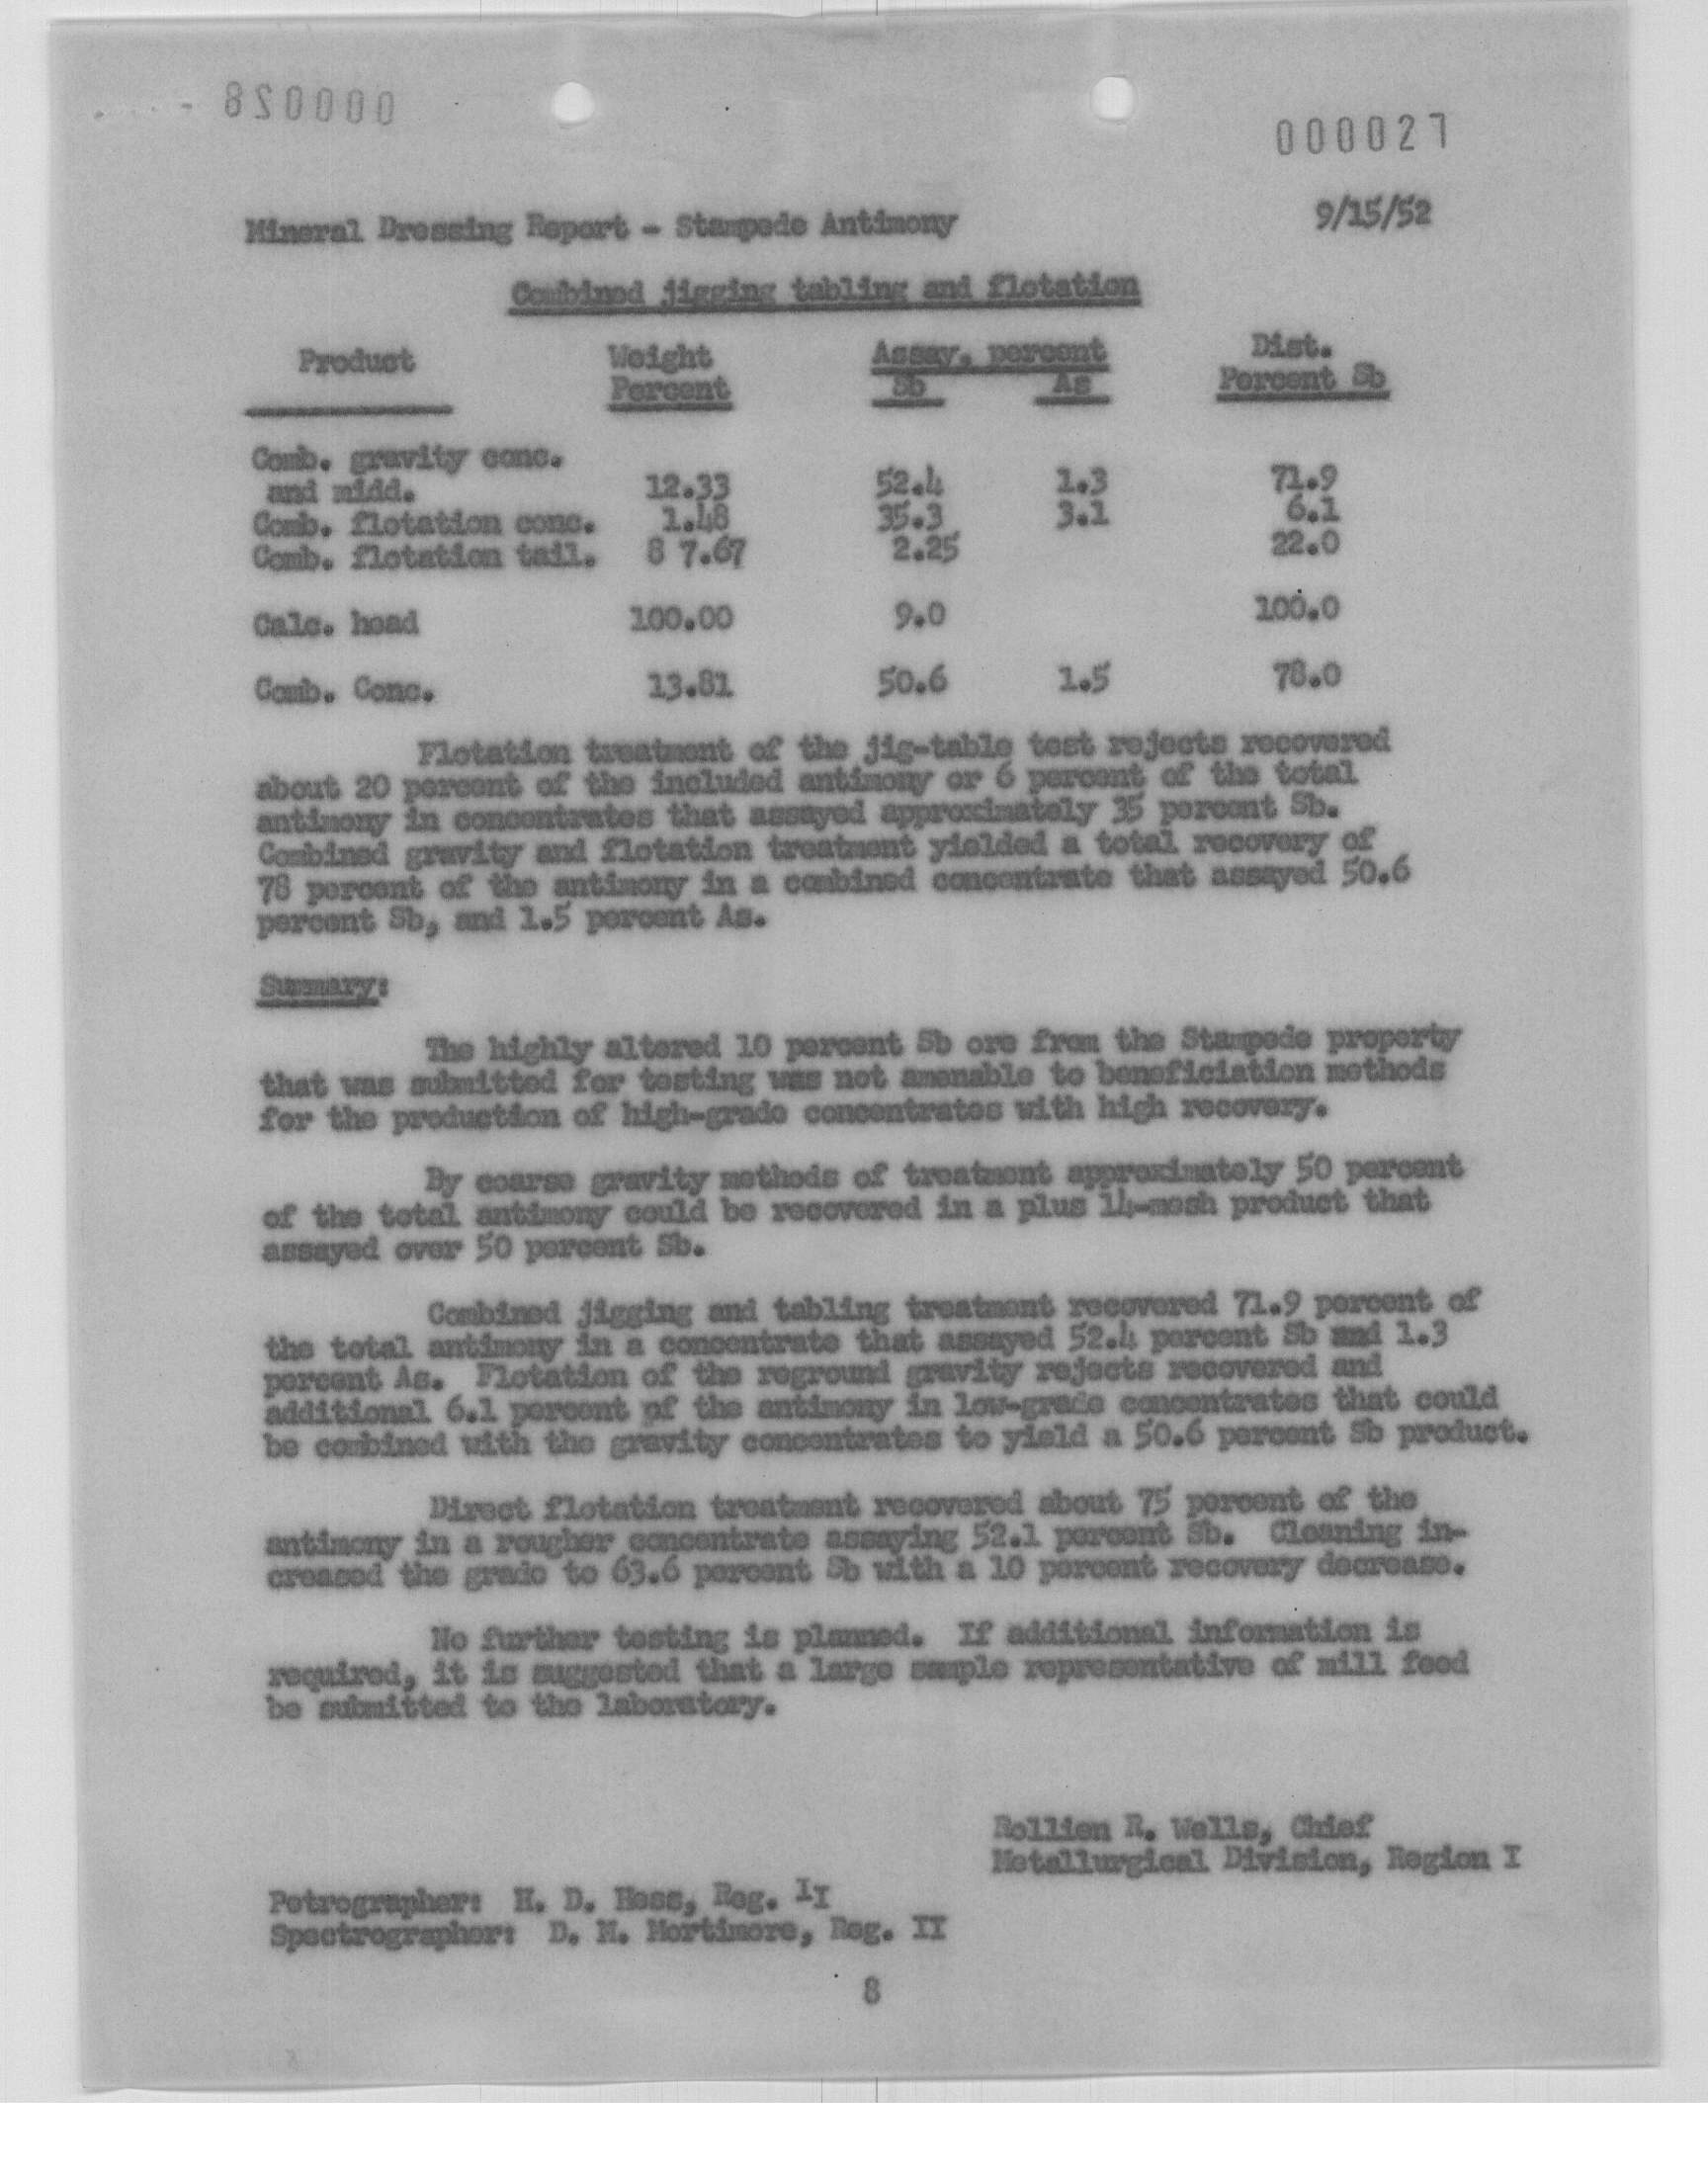 820000
000027
9/15/52
Mineral Dressing Report - Stampede Antimony
Combined jigging tabling and flotation
Product Weight Percent Assay, percent Sb As Dist. Percent Sb
Comb. gravity conc.
and midd. 12.33 52.4 1.3 71.9
Comb. flotation conc. 1.48 35.3 3.1 6.1
Comb. flotation tail. 8 7.67 2.25 22.0
Calc. head 100.00 9.0 100.0
Comb. Conc. 13.81 50.6 1.5 78.0
Flotation treatment of the jig-table test rejects recovered
about 20 percent of the included antimony or 6 percent of the total
antimony in concentrates that assayed approximately 35 percent Sb.
Combined gravity and flotation treatment yielded a total recovery of
78 percent of the antimony in a combined concentrate that assayed 50.6
percent Sb, and 1.5 percent As.
Summary:
The highly altered 10 percent Sb ore from the Stampede property
that was submitted for testing was not amenable to beneficiation methods
for the production of high-grade concentrates with high recovery.
By coarse gravity methods of treatment approximately 50 percent
of the total antimony could be recovered in a plus 14-mesh product that
assayed over 50 percent Sb.
Combined jigging and tabling treatment recovered 71.9 percent of
the total antimony in a concentrate that assayed 52.4 percent Sb and 1.3
percent As. Flotation of the reground gravity rejects recovered and
additional 6.1 percent of the antimony in low-grade concentrates that could
be combined with the gravity concentrates to yield a 50.6 percent Sb product.
Direct flotation treatment recovered about 75 percent of the
antimony in a rougher concentrate assaying 52.1 percent Sb. Cleaning in-
creased the grade to 63.6 percent Sb with a 10 percent recovery decrease.
No further testing is planned. If additional information is
required, it is suggested that a large sample representative of mill feed
be submitted to the laboratory.
Rollien R. Wells, Chief
Metallurgical Division, Region I
Petrographer: H. D. Hess, Reg. II
Spectrographer: D. M. Mortimore, Reg. II
8